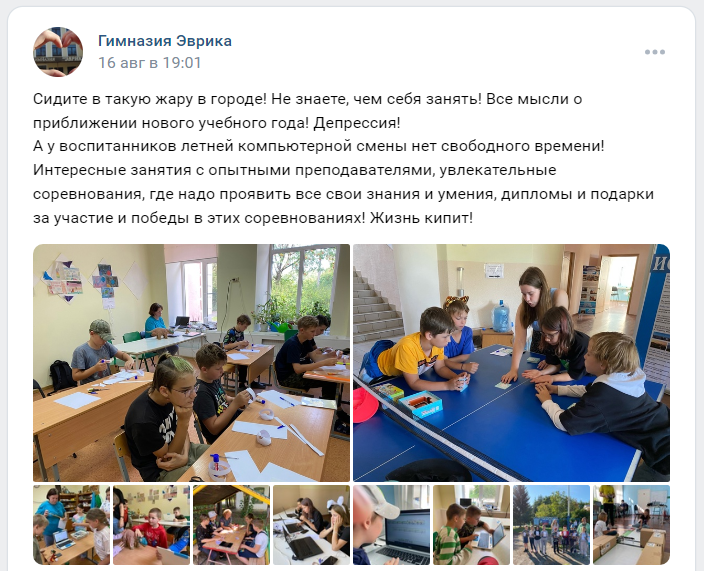 Гимназия Эврика
16 авг в 19:01
Сидите в такую жару в городе! Не знаете, чем себя занять! Все мысли о
приближении нового учебного года! Депрессия!
А у воспитанников летней компьютерной смены нет свободного времени!
Интересные занятия с опытными преподавателями, увлекательные
соревнования, где надо проявить все свои знания и умения, дипломы и подарки
за участие и победы в этих соревнованиях! Жизнь кипит!